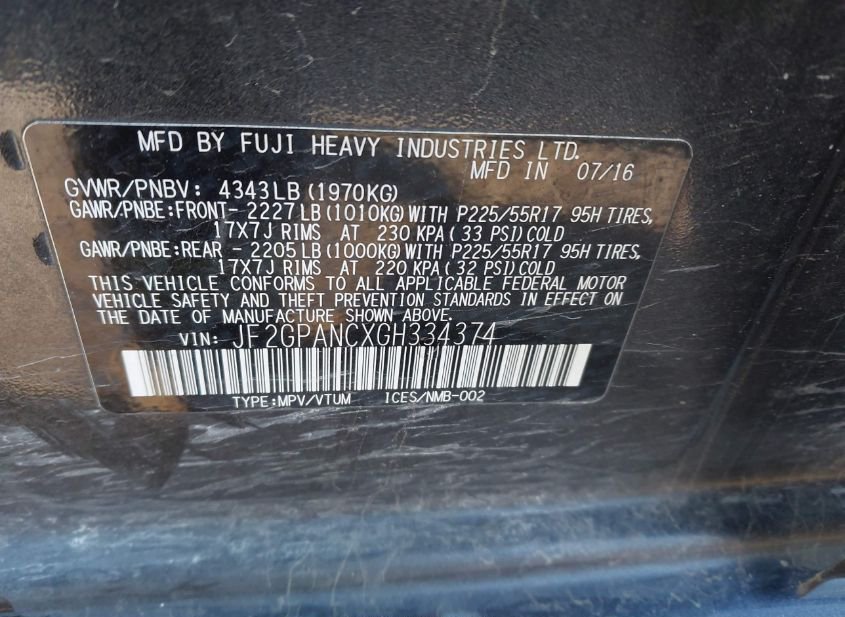 MFD BY FUJI HEAVY INDUSTRIES LTD.
MFD IN 07/16
GVWR/PNBV: 4343LB(1970KG)
GAWR/PNBE:FRONT-2227LB(1010KG)WITH P225/55R17 95H TIRES,
17X7J RIMS AT 230 KPA(33 PSI)COLD
GAWR/PNBE:REAR -2205LB(1000KG)WITH P225/55R17 95H TIRES,
17X7J RIMS AT 220 KPA(32 PSI)COLD
THIS VEHICLE CONFORMS TO ALL APPLICABLE FEDERAL MOTOR
VEHICLE SAFETY AND THEFT PREVENTION STANDARDS IN EFFECT ON
THE DATE OF MANUFACTURE SHOWN ABOVE.
VIN: JF2GPANCXGH334374
TYPE:MPV/VTUM ICES/NMB-002